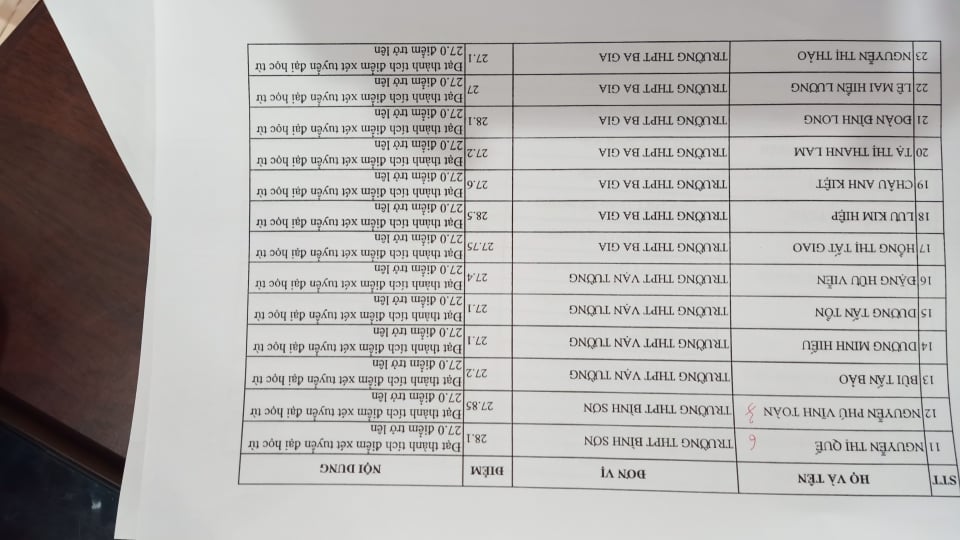 STT HỌ VÀ TÊN ĐƠN VỊ ĐIỂM NỘI DUNG
11 NGUYỄN THỊ QUẾ 6 TRƯỜNG THPT BÌNH SƠN 28.1 Đạt thành tích điểm xét tuyển đại học từ
27.0 điểm trở lên
12 NGUYỄN PHÚ VĨNH TOÀN TRƯỜNG THPT BÌNH SƠN 27.85 Đạt thành tích điểm xét tuyển đại học từ
27.0 điểm trở lên
13 BÙI TẤN BẢO TRƯỜNG THPT VẠN TƯỜNG 27.2 Đạt thành tích điểm xét tuyển đại học từ
27.0 điểm trở lên
14 DƯƠNG MINH HIẾU TRƯỜNG THPT VẠN TƯỜNG 27.1 Đạt thành tích điểm xét tuyển đại học từ
27.0 điểm trở lên
15 DƯƠNG TẤN TỒN TRƯỜNG THPT VẠN TƯỜNG 27.1 Đạt thành tích điểm xét tuyển đại học từ
27.0 điểm trở lên
16 ĐẶNG HỮU VIỄN TRƯỜNG THPT VẠN TƯỜNG 27.4 Đạt thành tích điểm xét tuyển đại học từ
27.0 điểm trở lên
17 HỒNG THỊ TẤT GIAO TRƯỜNG THPT BA GIA 27.75 Đạt thành tích điểm xét tuyển đại học từ
27.0 điểm trở lên
18 LƯU KIM HIỆP TRƯỜNG THPT BA GIA 28.5 Đạt thành tích điểm xét tuyển đại học từ
27.0 điểm trở lên
19 CHÂU ANH KIỆT TRƯỜNG THPT BA GIA 27.6 Đạt thành tích điểm xét tuyển đại học từ
27.0 điểm trở lên
20 TẠ THỊ THANH LAM TRƯỜNG THPT BA GIA 27.2 Đạt thành tích điểm xét tuyển đại học từ
27.0 điểm trở lên
21 ĐOÀN ĐÌNH LONG TRƯỜNG THPT BA GIA 28.1 Đạt thành tích điểm xét tuyển đại học từ
27.0 điểm trở lên
22 LÊ MAI HIỀN LƯƠNG TRƯỜNG THPT BA GIA 27 Đạt thành tích điểm xét tuyển đại học từ
27.0 điểm trở lên
23 NGUYỄN THỊ THẢO TRƯỜNG THPT BA GIA 27.1 Đạt thành tích điểm xét tuyển đại học từ
27.0 điểm trở lên